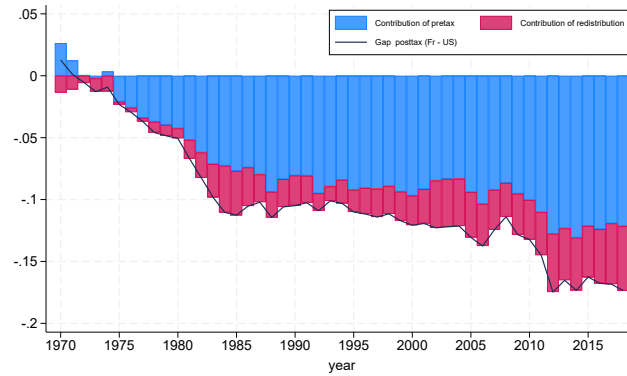 .05
0
-.05
-.1
-.15
-.2
Contribution of pretax
Contribution of redistribution
Gap posttax (Fr - US)
1970 1975 1980 1985 1990 1995 2000 2005 2010 2015
year